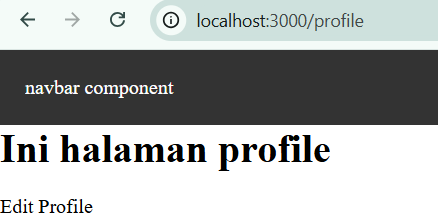 localhost:3000/profile
navbar component
Ini halaman profile
Edit Profile